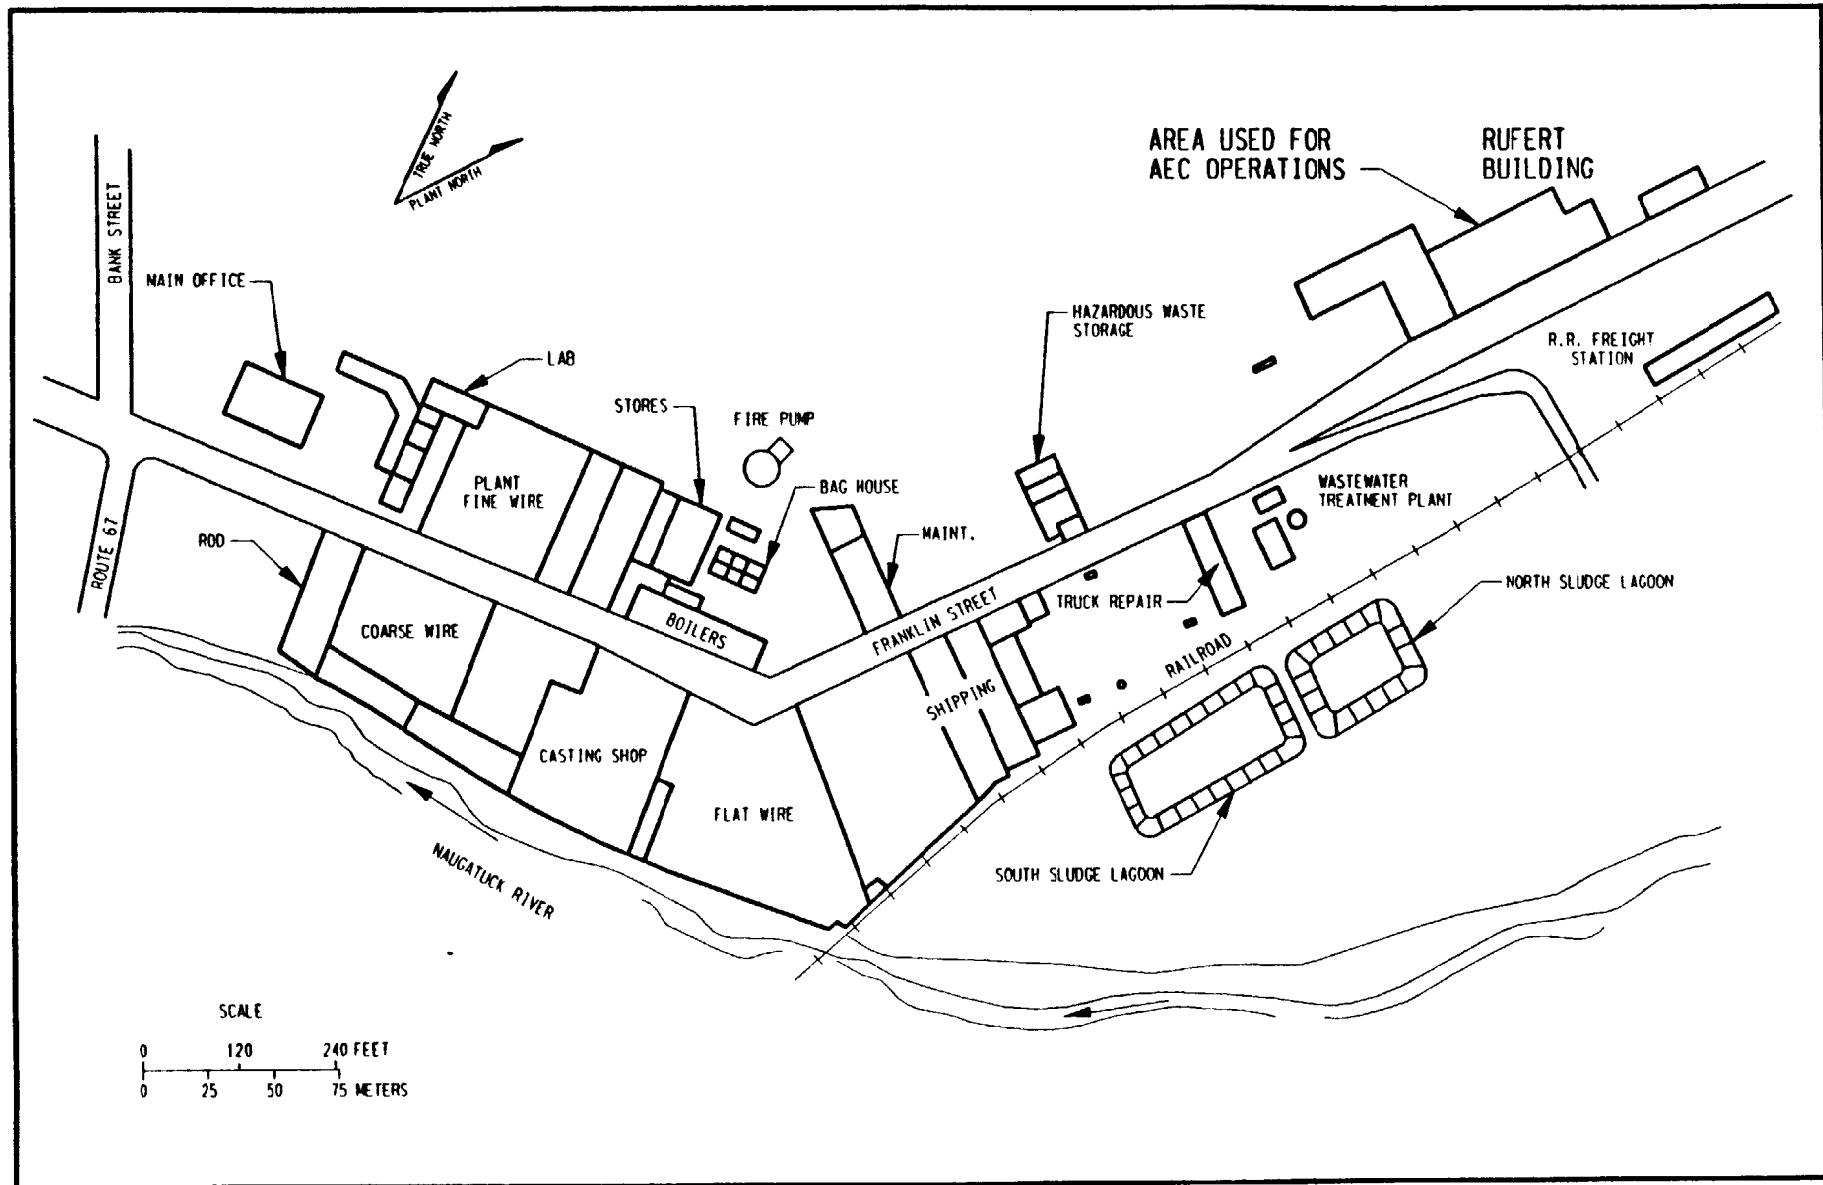 TRUE NORTH
PLANT NORTH
AREA USED FOR
AEC OPERATIONS
RUFERT
BUILDING
BANK STREET
MAIN OFFICE
LAB
STORES
FIRE PUMP
HAZARDOUS WASTE
STORAGE
R.R. FREIGHT
STATION
PLANT
FINE WIRE
BAG HOUSE
WASTEWATER
TREATMENT PLANT
ROD
MAINT.
ROUTE 67
COARSE WIRE
BOILERS
FRANKLIN STREET
TRUCK REPAIR
NORTH SLUDGE LAGOON
RAILROAD
SHIPPING
CASTING SHOP
FLAT WIRE
SOUTH SLUDGE LAGOON
NAUGATUCK RIVER
SCALE
0 120 240 FEET
0 25 50 75 METERS